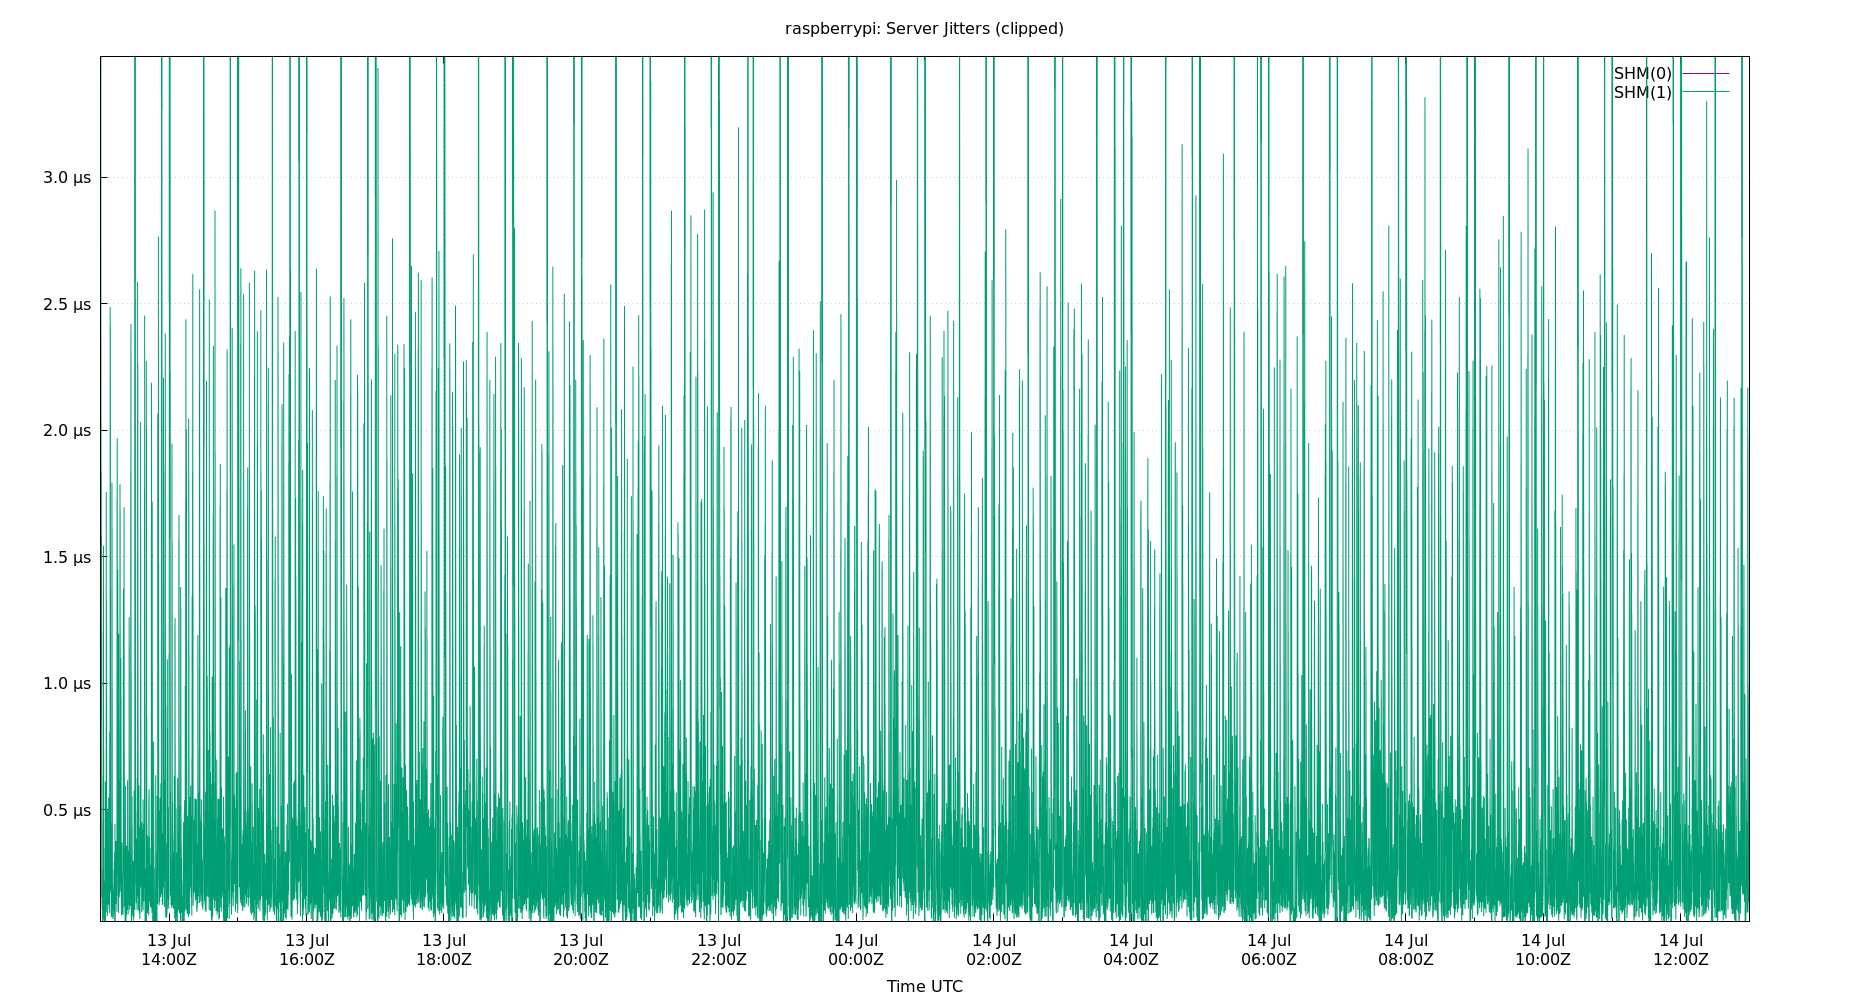 raspberrypi: Server Jitters (clipped)
SHM(0)
SHM(1)
3.0 µs
2.5 µs
2.0 µs
1.5 µs
1.0 µs
0.5 µs
13 Jul 13 Jul 13 Jul 13 Jul 13 Jul 14 Jul 14 Jul 14 Jul 14 Jul 14 Jul 14 Jul 14 Jul
14:00Z 16:00Z 18:00Z 20:00Z 22:00Z 00:00Z 02:00Z 04:00Z 06:00Z 08:00Z 10:00Z 12:00Z
Time UTC